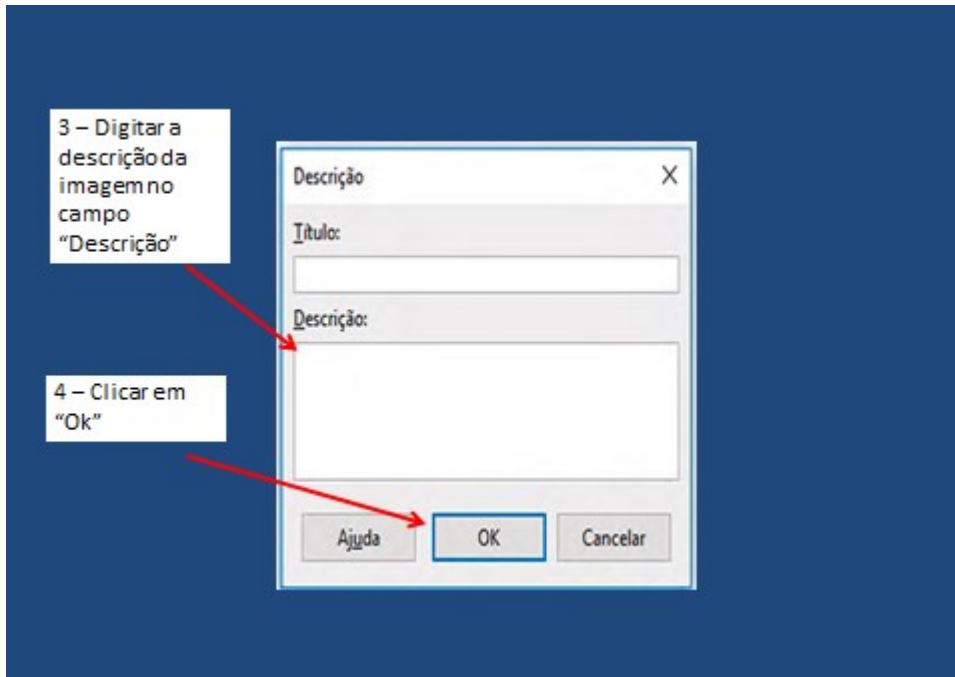 3 – Digitar a
descrição da
imagem no
campo
“Descrição”
Descrição
Título:
Descrição:
4 – Clicar em
“Ok”
Ajuda
OK
Cancelar